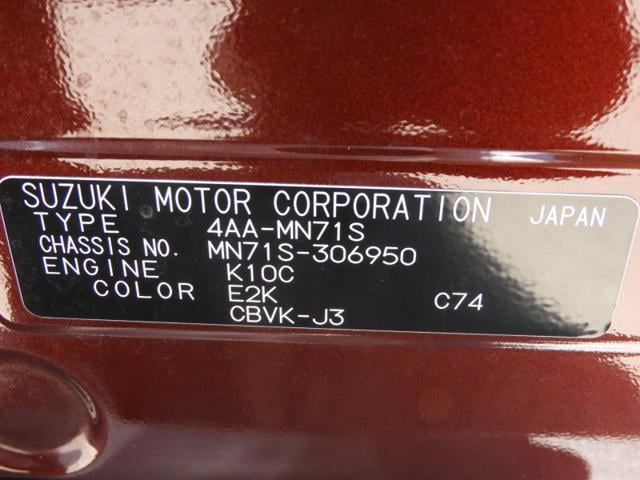 SUZUKI MOTOR CORPORATION JAPAN
TYPE 4AA-MN71S
CHASSIS NO. MN71S-306950
ENGINE K10C
COLOR E2K C74
CBVK-J3